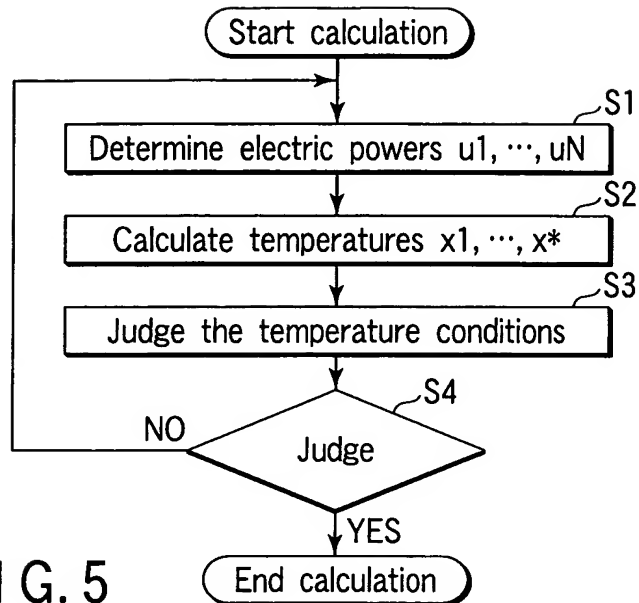 Start calculation
S1
Determine electric powers u1, ···, uN
S2
Calculate temperatures x1, ···, x*
S3
Judge the temperature conditions
S4
NO
Judge
YES
G. 5
End calculation